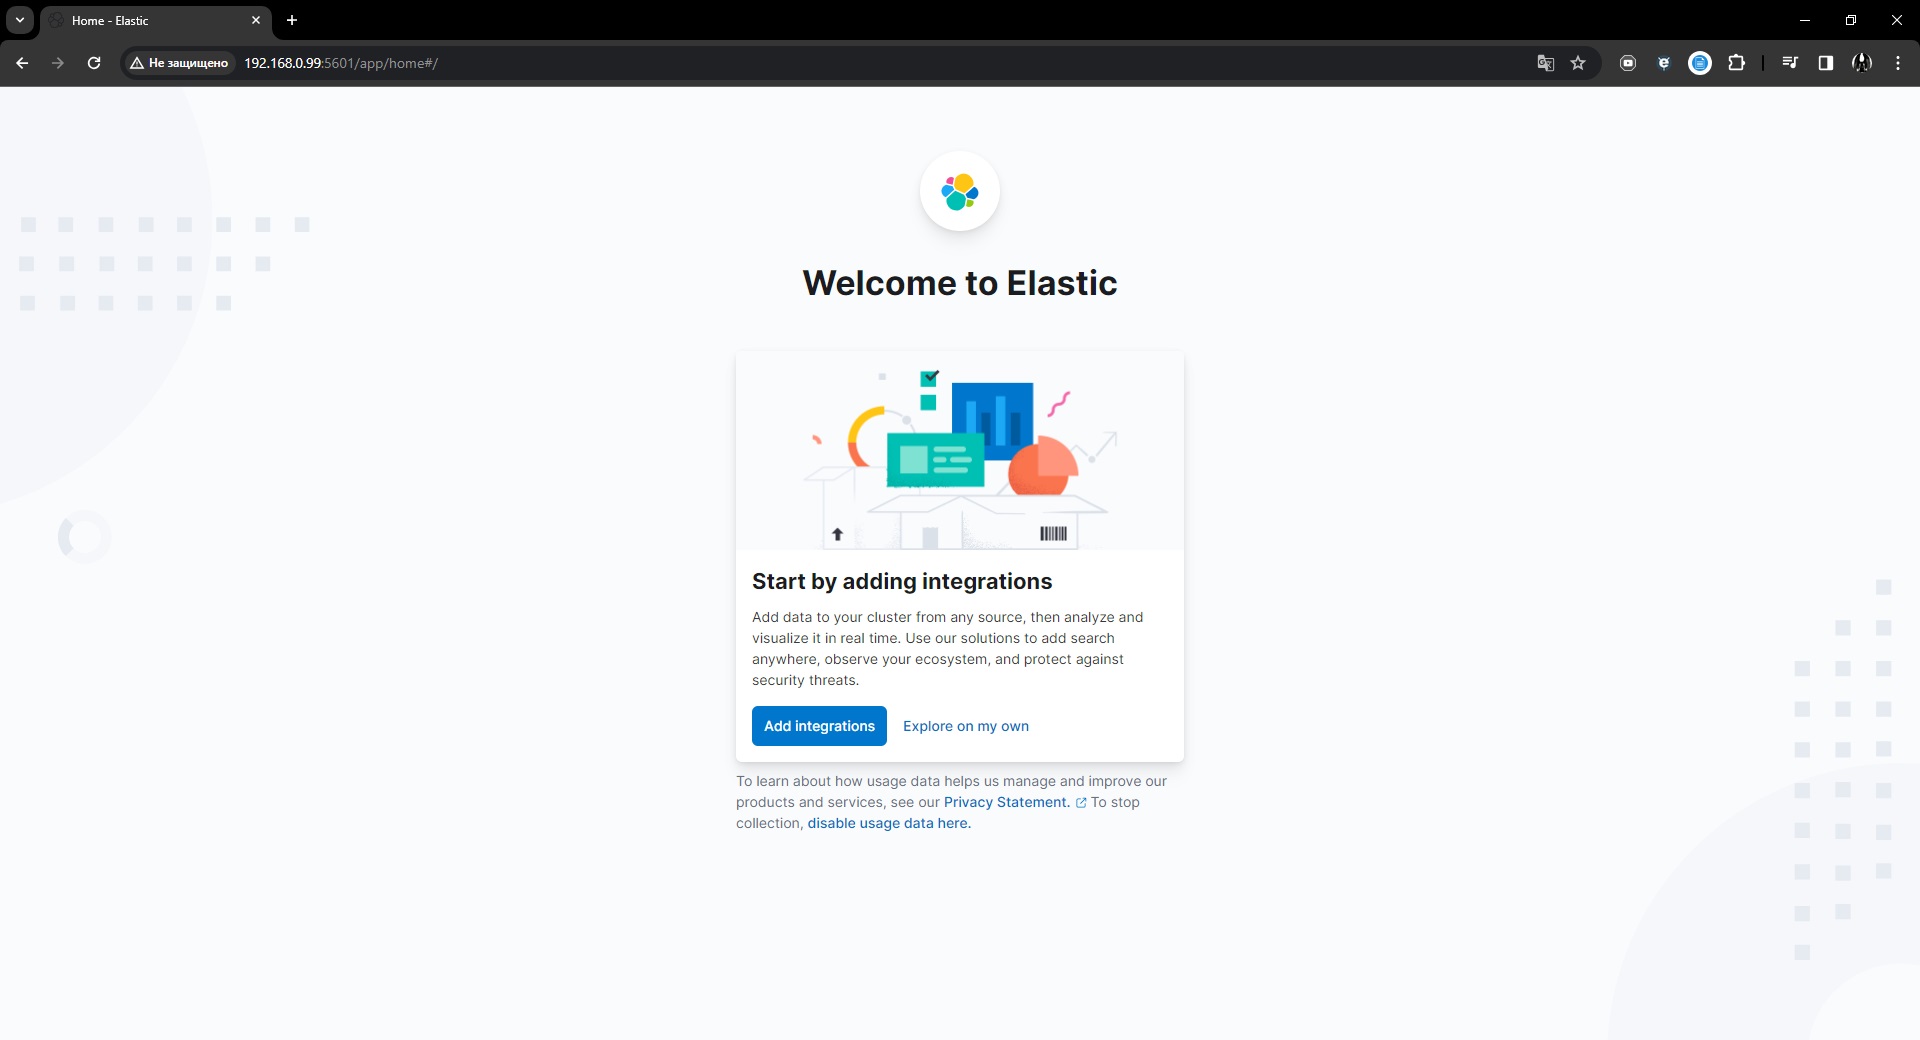 Home - Elastic
Не защищено 192.168.0.99:5601/app/home#/
Welcome to Elastic
Start by adding integrations
Add data to your cluster from any source, then analyze and
visualize it in real time. Use our solutions to add search
anywhere, observe your ecosystem, and protect against
security threats.
Add integrations Explore on my own
To learn about how usage data helps us manage and improve our
products and services, see our Privacy Statement. To stop
collection, disable usage data here.